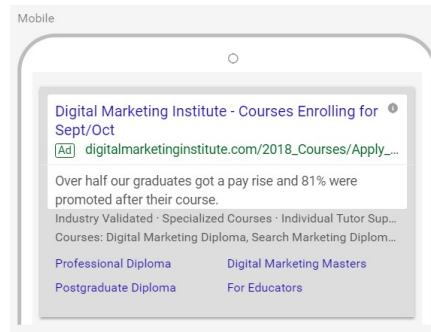 Mobile
Digital Marketing Institute - Courses Enrolling for
Sept/Oct
Ad digitalmarketinginstitute.com/2018_Courses/Apply_...
Over half our graduates got a pay rise and 81% were
promoted after their course.
Industry Validated · Specialized Courses · Individual Tutor Sup...
Courses: Digital Marketing Diploma, Search Marketing Diplom...
Professional Diploma Digital Marketing Masters
Postgraduate Diploma For Educators